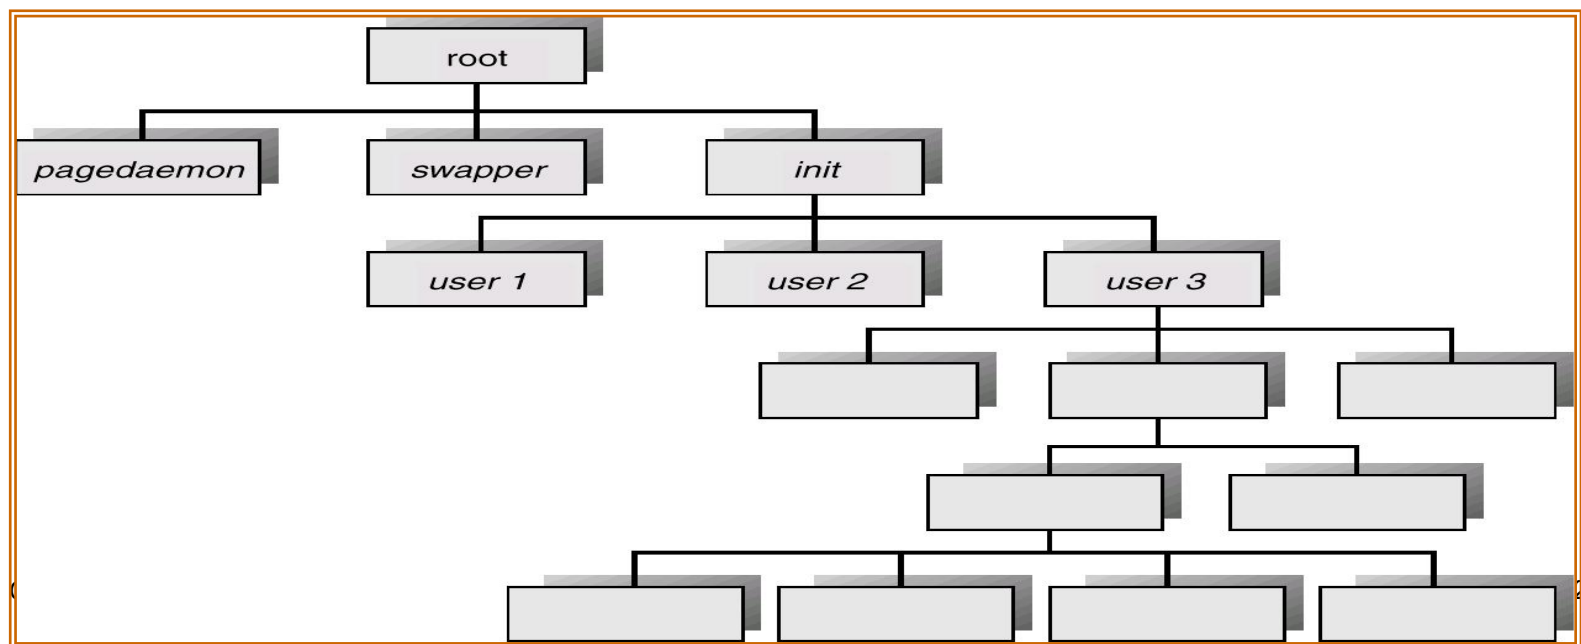 root
pagedaemon
swapper
init
user 1
user 2
user 3